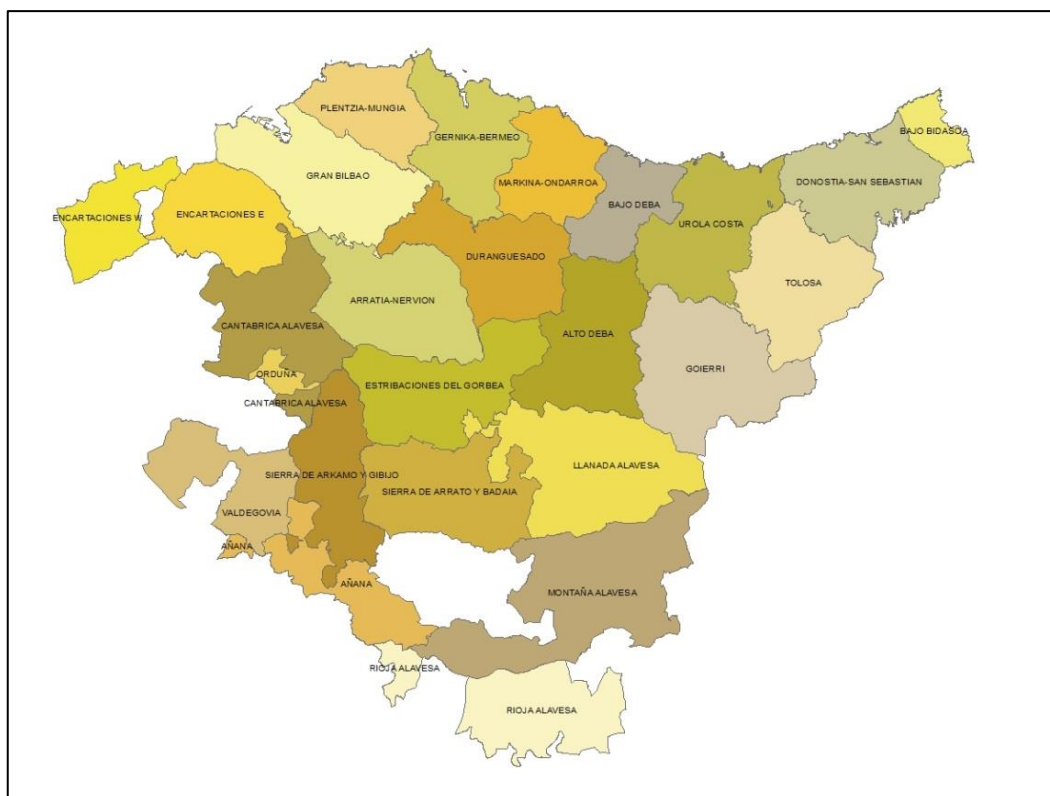 PLENTZIA-MUNGIA
GERNIKA-BERMEO
BAJO BIDASOA
GRAN BILBAO
MARKINA-ONDARROA
DONOSTIA-SAN SEBASTIAN
BAJO DEBA
ENCARTACIONES W
ENCARTACIONES E
UROLA COSTA
DURANGUESADO
TOLOSA
ARRATIA-NERVION
CANTABRICA ALAVESA
ALTO DEBA
GOIERRI
ORDUÑA
ESTRIBACIONES DEL GORBEA
CANTABRICA ALAVESA
LLANADA ALAVESA
SIERRA DE ARKAMO Y GIBIJO
SIERRA DE ARRATO Y BADAIA
VALDEGOVIA
AÑANA
AÑANA
MONTAÑA ALAVESA
RIOJA ALAVESA
RIOJA ALAVESA